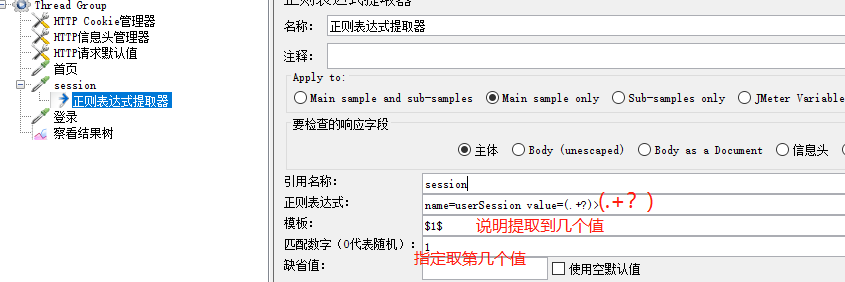 Thread Group
HTTP Cookie管理器
HTTP信息头管理器
HTTP请求默认值
首页
session
正则表达式提取器
登录
察看结果树
正则表达式提取器
名称：
正则表达式提取器
注释：
Apply to:
Main sample and sub-samples
Main sample only
Sub-samples only
JMeter Variable
要检查的响应字段
主体
Body (unescaped)
Body as a Document
信息头
引用名称：
session
正则表达式：
name=userSession value=(.+?)>
(.+？)
模板：
$1$
说明提取到几个值
匹配数字（0代表随机）：
1
指定取第几个值
缺省值：
使用空默认值